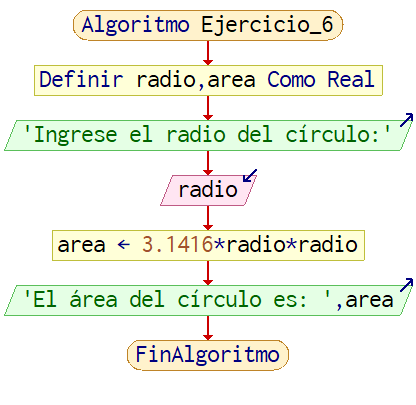 Algoritmo Ejercicio_6
Definir radio,area Como Real
'Ingrese el radio del círculo:'
radio
area ← 3.1416*radio*radio
'El área del círculo es: ',area
FinAlgoritmo